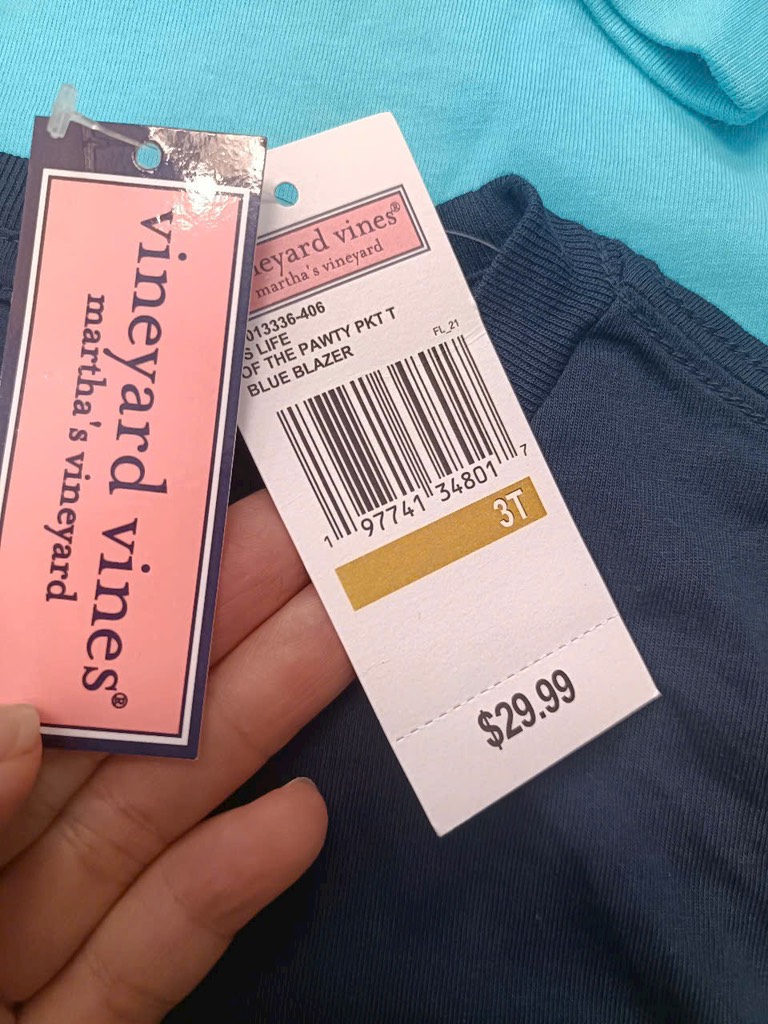 vineyard vines®
martha's vineyard
neyard vines®
martha's vineyard
013336-406
S LIFE
OF THE PAWTY PKT T
BLUE BLAZER
FL_21
1 97741 34801 7
3T
$29.99